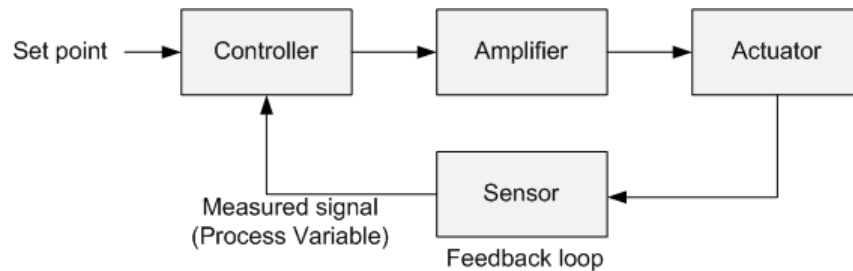 Set point
Controller
Amplifier
Actuator
Sensor
Measured signal
(Process Variable)
Feedback loop